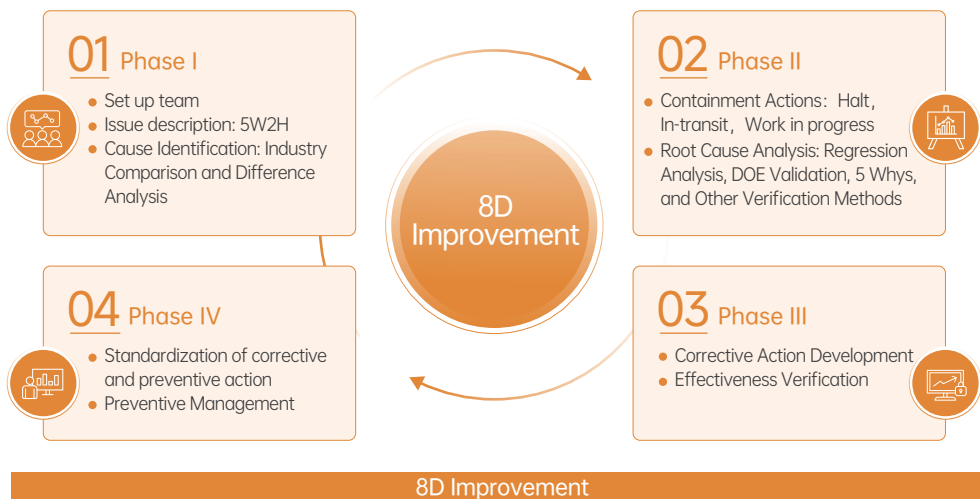 01 Phase I
Set up team
Issue description: 5W2H
Cause Identification: Industry
Comparison and Difference
Analysis
02 Phase II
Containment Actions: Halt,
In-transit, Work in progress
Root Cause Analysis: Regression
Analysis, DOE Validation, 5 Whys,
and Other Verification Methods
8D
Improvement
04 Phase IV
Standardization of corrective
and preventive action
Preventive Management
03 Phase III
Corrective Action Development
Effectiveness Verification
8D Improvement